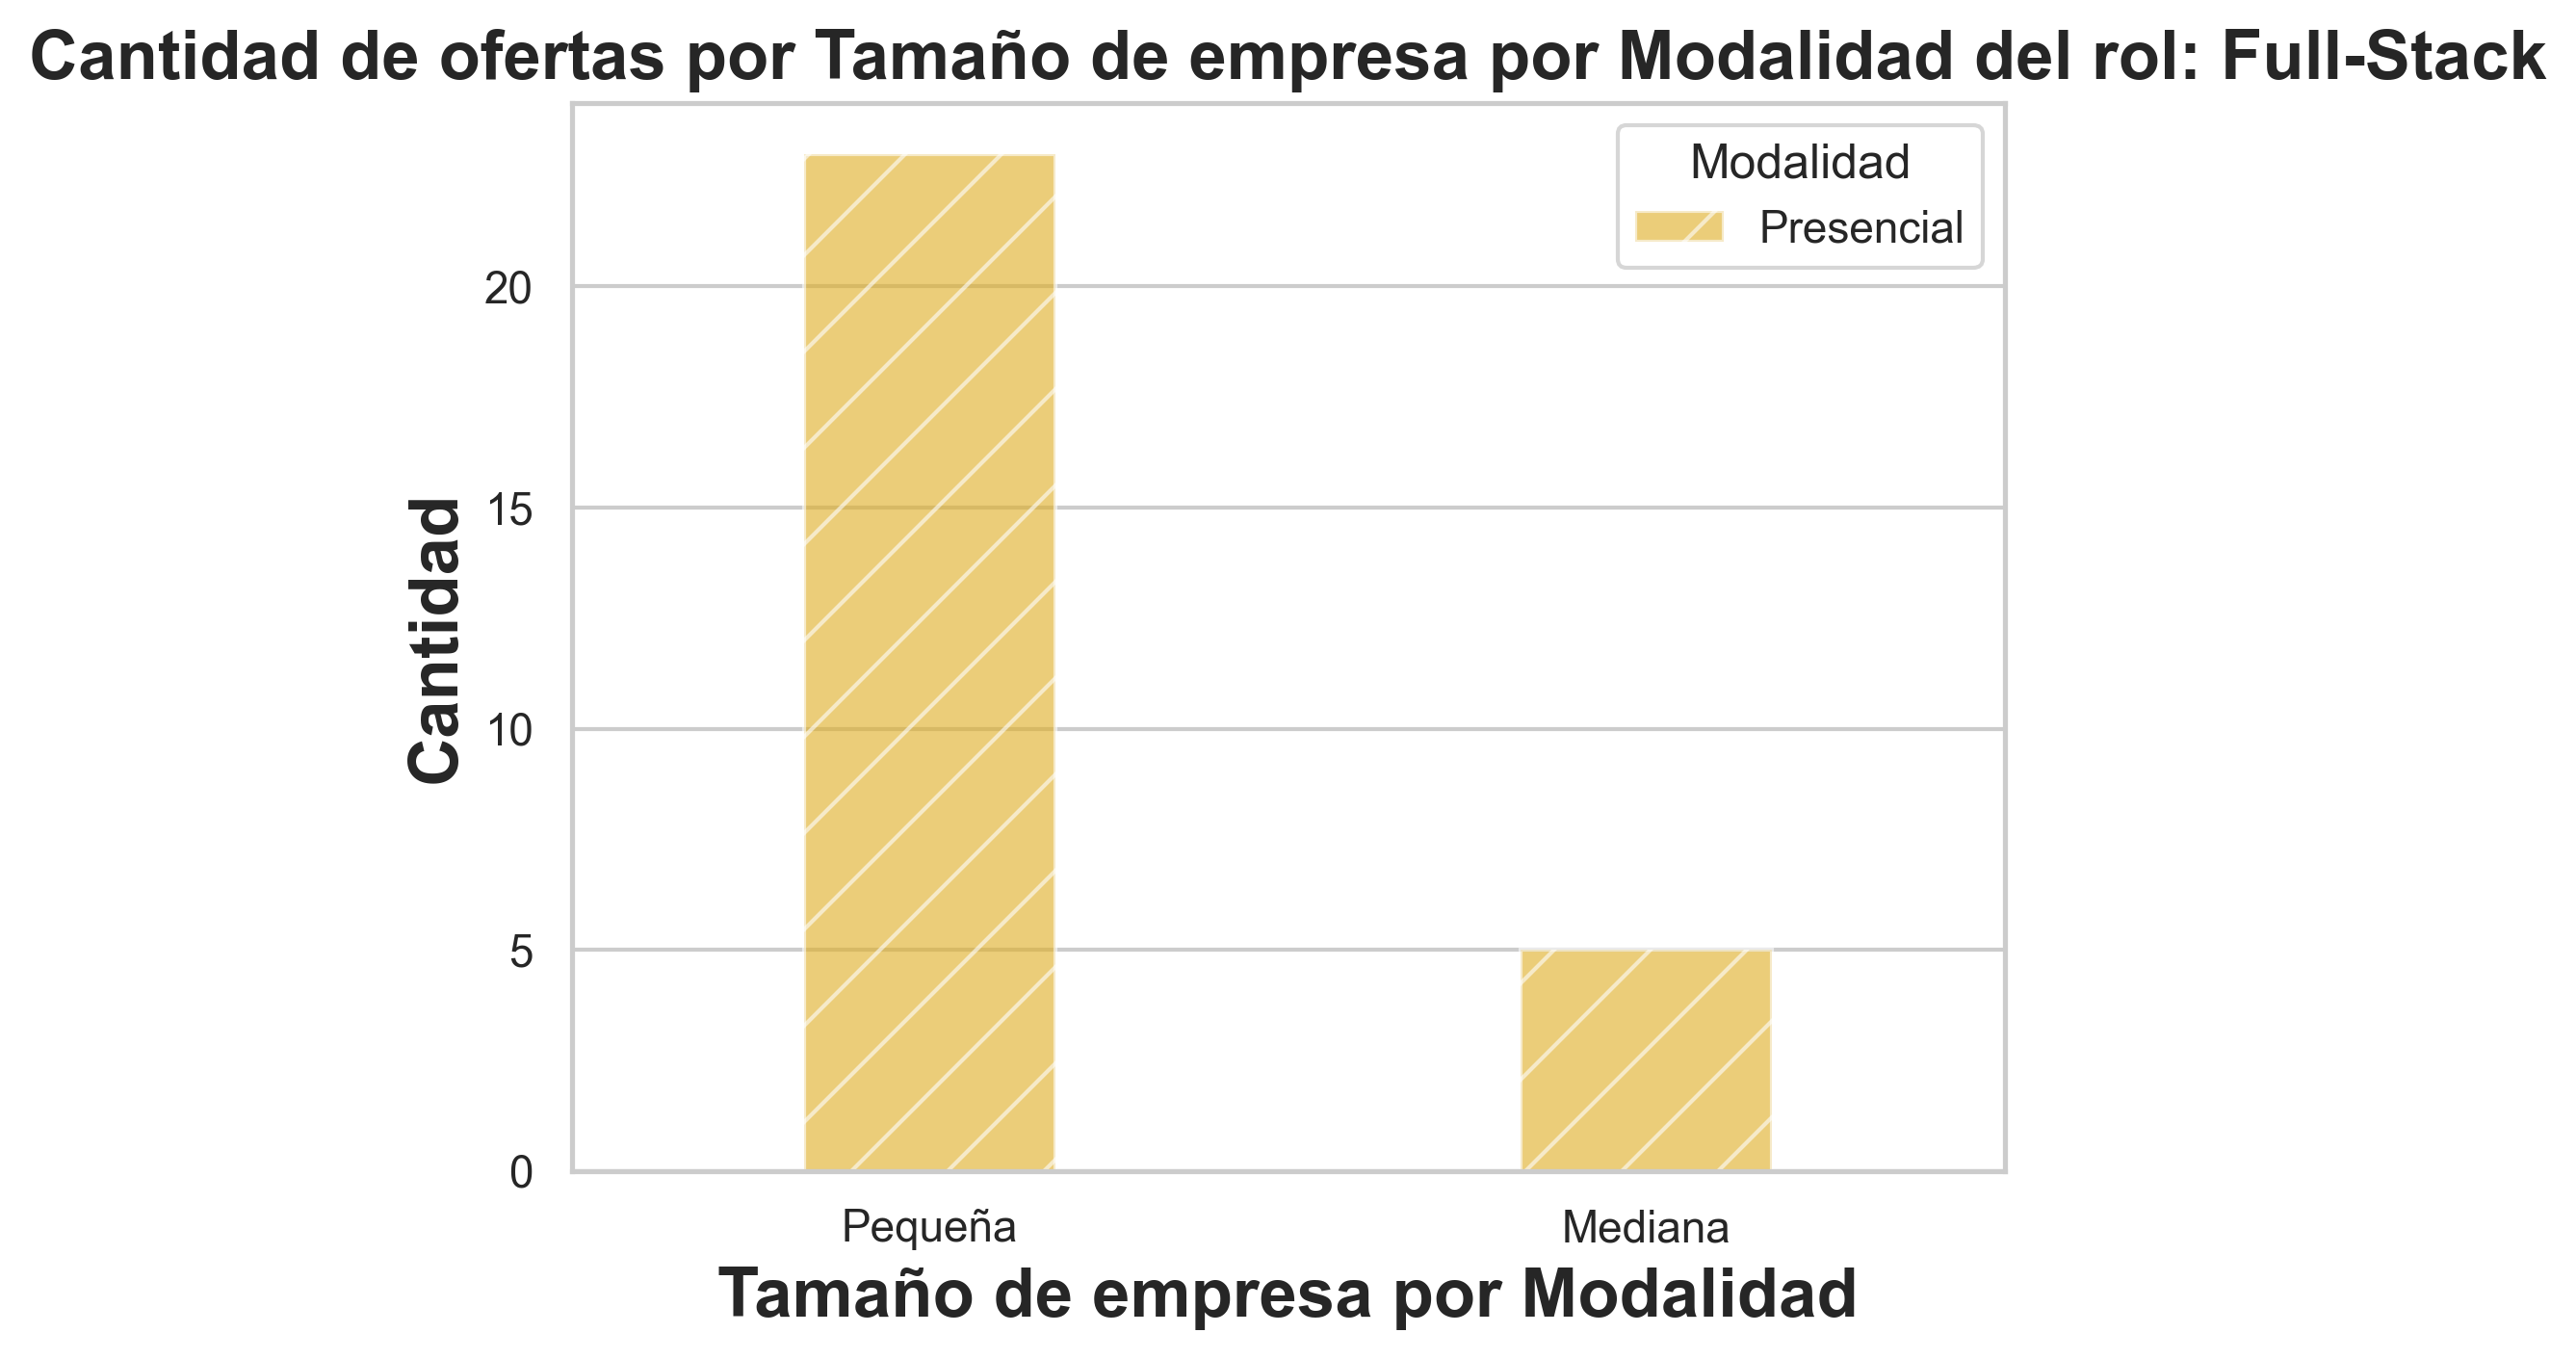 Cantidad de ofertas por Tamaño de empresa por Modalidad del rol: Full-Stack
Modalidad
Presencial
Cantidad
20
15
10
5
0
Pequeña
Mediana
Tamaño de empresa por Modalidad